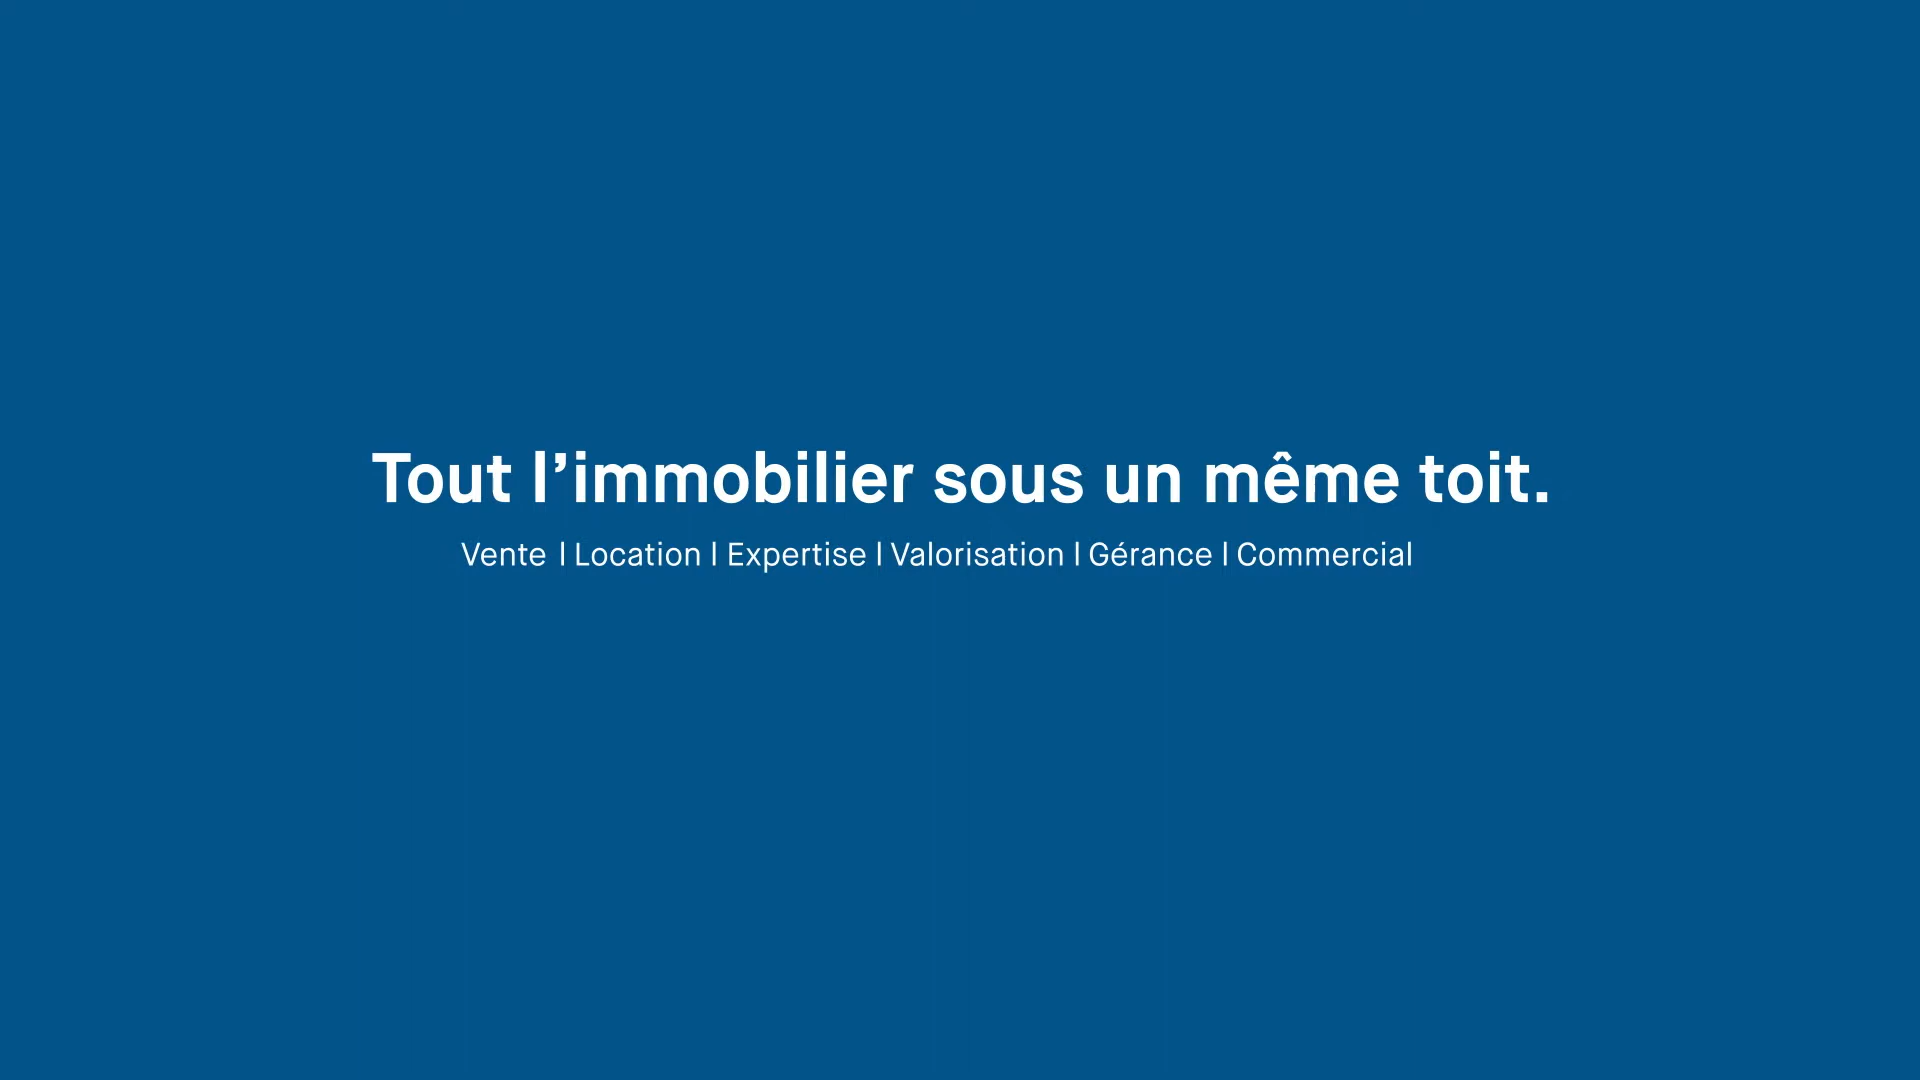 Tout l’immobilier sous un même toit.
Vente | Location | Expertise | Valorisation | Gérance | Commercial